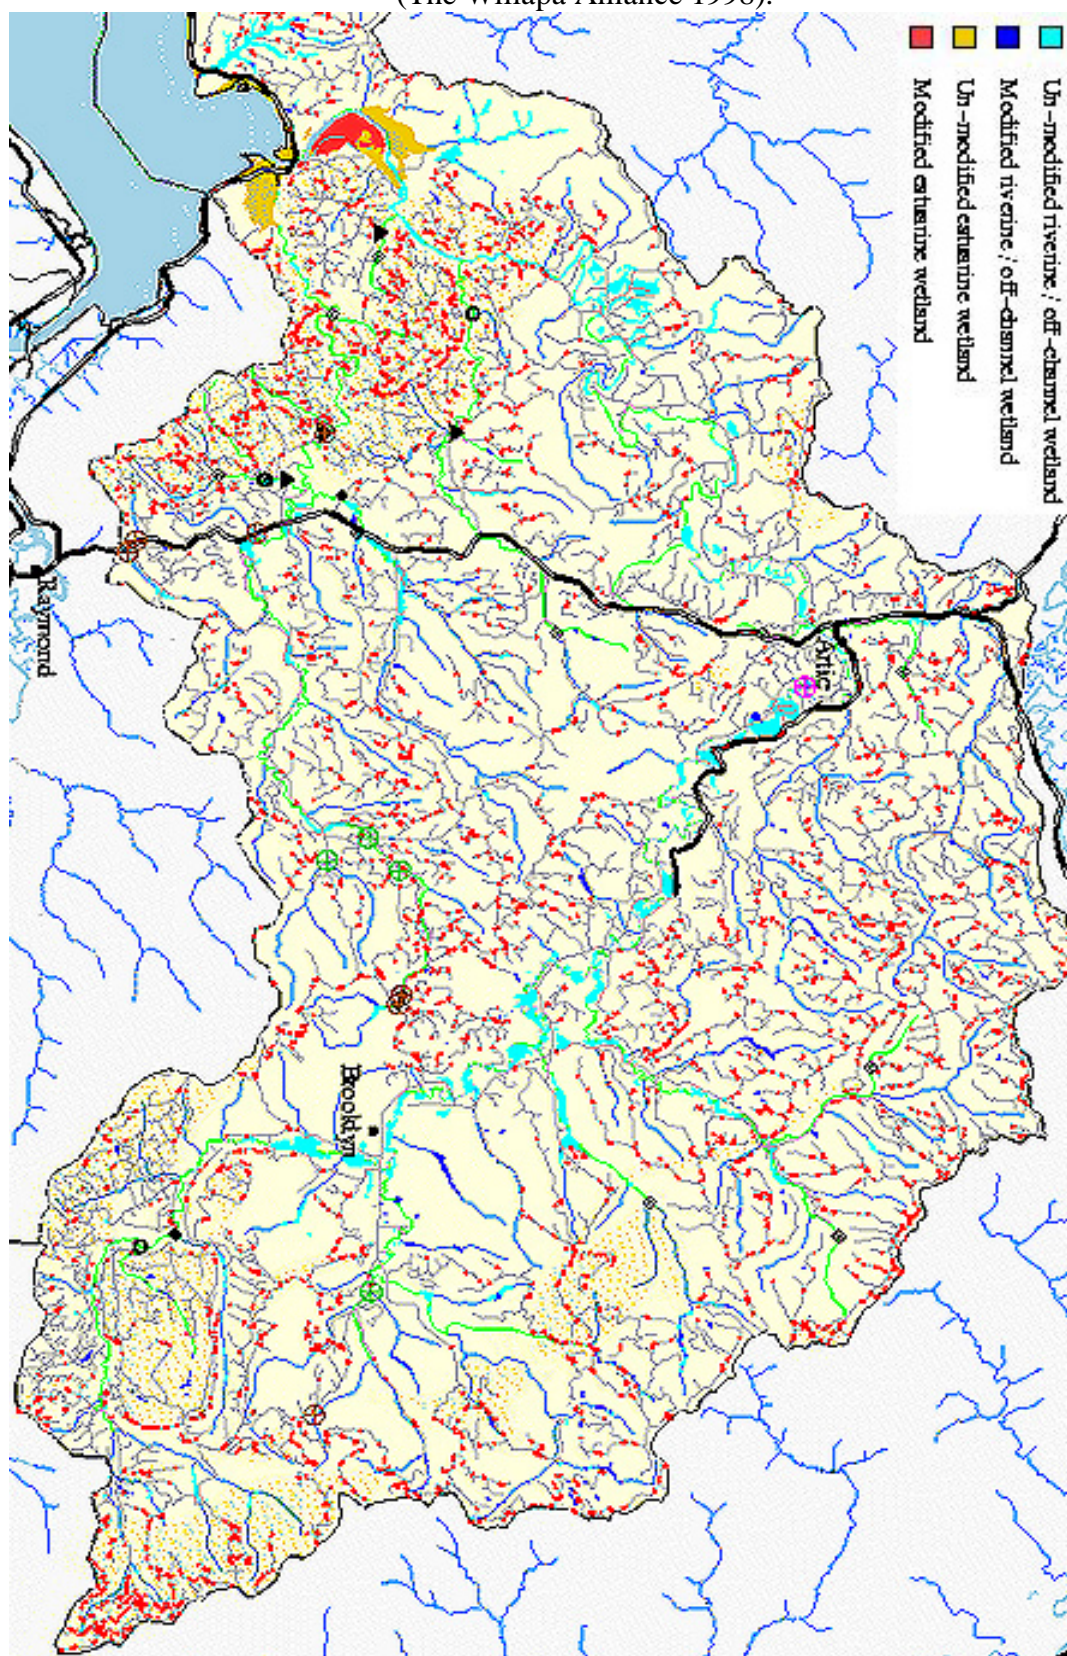 (The Willapa Alliance 1998).
Un-modified riverine / off-channel wetland
Modified riverine / off-channel wetland
Un-modified estuarine wetland
Modified estuarine wetland
Artic
Raymond
Brooklyn